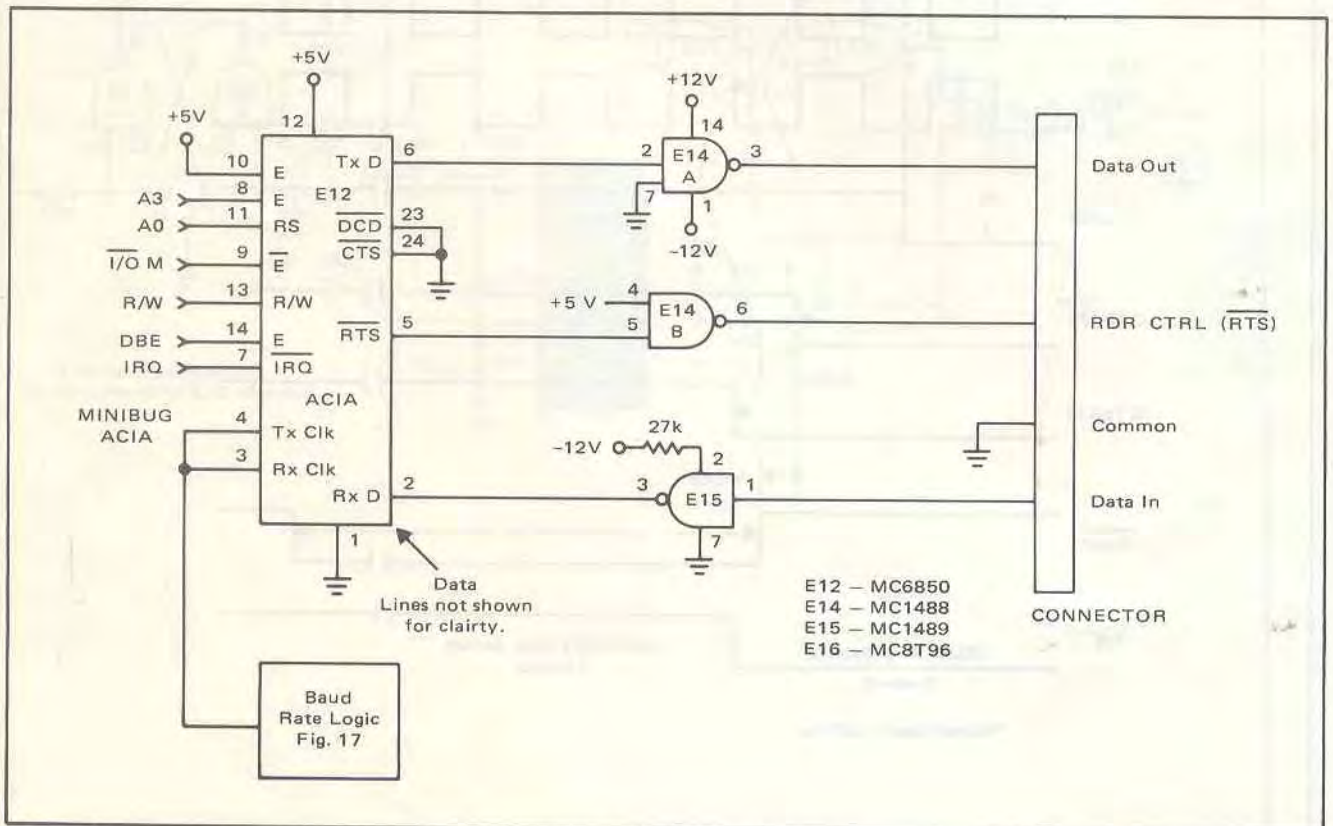 +5V
+5V
12
10
E
A3
8
E
A0
11
RS
I/O M
9
E
R/W
13
R/W
DBE
14
E
IRQ
7
IRQ
MINIBUG
ACIA
4
Tx Clk
3
Rx Clk
Tx D
6
E12
DCD
23
CTS
24
RTS
5
ACIA
Rx D
2
1
Data
Lines not shown
for clairty.
Baud
Rate Logic
Fig. 17
+12V
14
2
E14
A
3
7
1
-12V
+5 V
4
5
E14
B
6
27k
-12V
2
3
E15
1
7
Data Out
RDR CTRL (RTS)
Common
Data In
CONNECTOR
E12 – MC6850
E14 – MC1488
E15 – MC1489
E16 – MC8T96